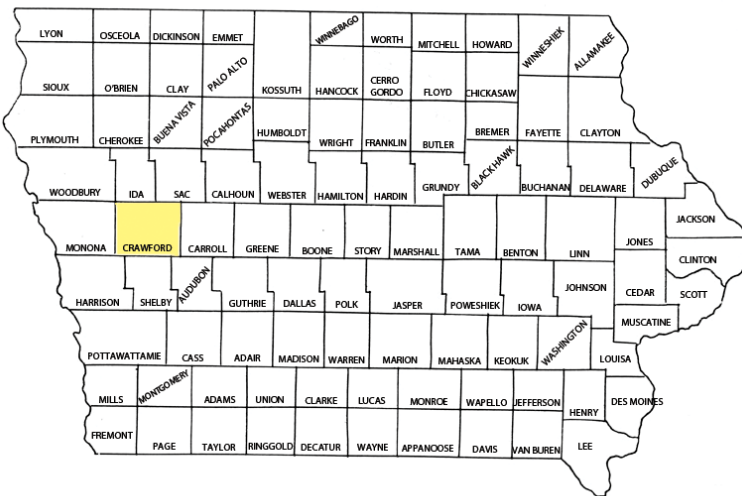 LYON OSCEOLA DICKINSON EMMET WINNEBAGO WORTH MITCHELL HOWARD WINNESHIEK ALLAMAKEE
SIOUX O'BRIEN CLAY PALO ALTO KOSSUTH HANCOCK CERRO GORDO FLOYD CHICKASAW
PLYMOUTH CHEROKEE BUENA VISTA POCAHONTAS HUMBOLDT WRIGHT FRANKLIN BUTLER BREMER FAYETTE CLAYTON
WOODBURY IDA SAC CALHOUN WEBSTER HAMILTON HARDIN GRUNDY BLACK HAWK BUCHANAN DELAWARE DUBUQUE
MONONA CRAWFORD CARROLL GREENE BOONE STORY MARSHALL TAMA BENTON LINN JONES JACKSON
CLINTON
HARRISON SHELBY AUDUBON GUTHRIE DALLAS POLK JASPER POWESHIEK IOWA JOHNSON CEDAR SCOTT
MUSCATINE
POTTAWATTAMIE CASS ADAIR MADISON WARREN MARION MAHASKA KEOKUK WASHINGTON LOUISA
MILLS MONTGOMERY ADAMS UNION CLARKE LUCAS MONROE WAPELLO JEFFERSON HENRY DES MOINES
FREMONT PAGE TAYLOR RINGGOLD DECATUR WAYNE APPANOOSE DAVIS VAN BUREN LEE